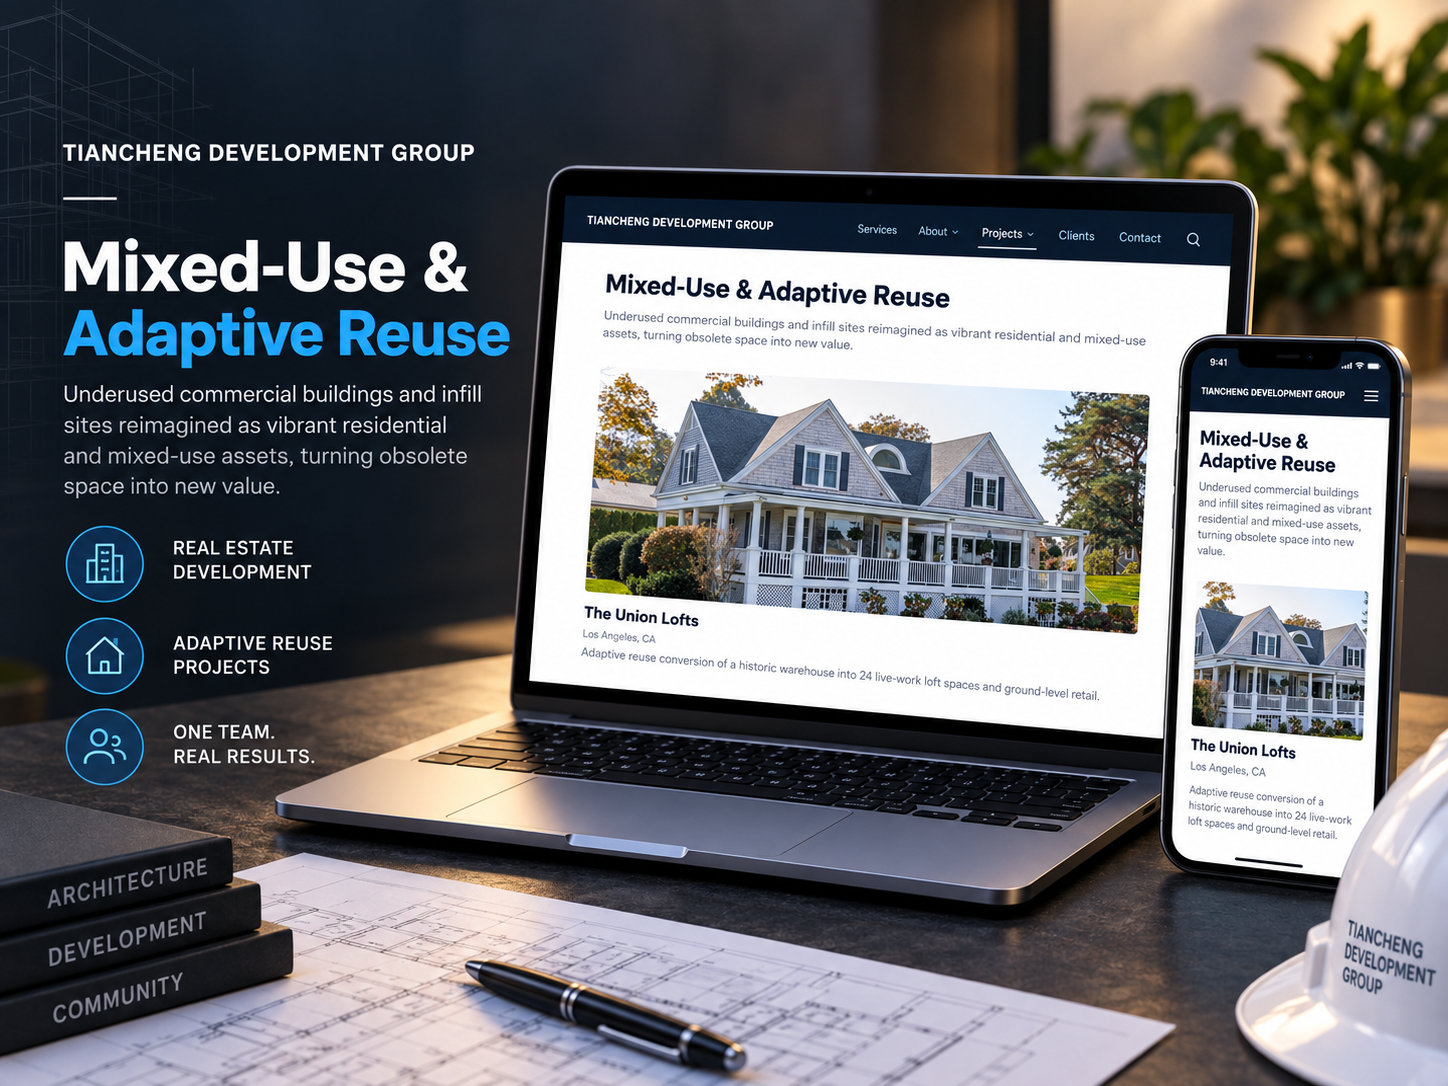 TIANCHENG DEVELOPMENT GROUP
Mixed-Use &
Adaptive Reuse
Underused commercial buildings and infill
sites reimagined as vibrant residential
and mixed-use assets, turning obsolete
space into new value.
REAL ESTATE
DEVELOPMENT
ADAPTIVE REUSE
PROJECTS
ONE TEAM.
REAL RESULTS.
ARCHITECTURE
DEVELOPMENT
COMMUNITY
TIANCHENG DEVELOPMENT GROUP
Services About Projects Clients Contact
Mixed-Use & Adaptive Reuse
Underused commercial buildings and infill sites reimagined as vibrant residential and mixed-use
assets, turning obsolete space into new value.
The Union Lofts
Los Angeles, CA
Adaptive reuse conversion of a historic warehouse into 24 live-work loft spaces and ground-level retail.
9:41
TIANCHENG DEVELOPMENT GROUP
Mixed-Use &
Adaptive Reuse
Underused commercial buildings
and infill sites reimagined as vibrant
residential and mixed-use assets,
turning obsolete space into new
value.
The Union Lofts
Los Angeles, CA
Adaptive reuse conversion of a
historic warehouse into 24 live-work
loft spaces and ground-level retail.
TIANCHENG
DEVELOPMENT
GROUP